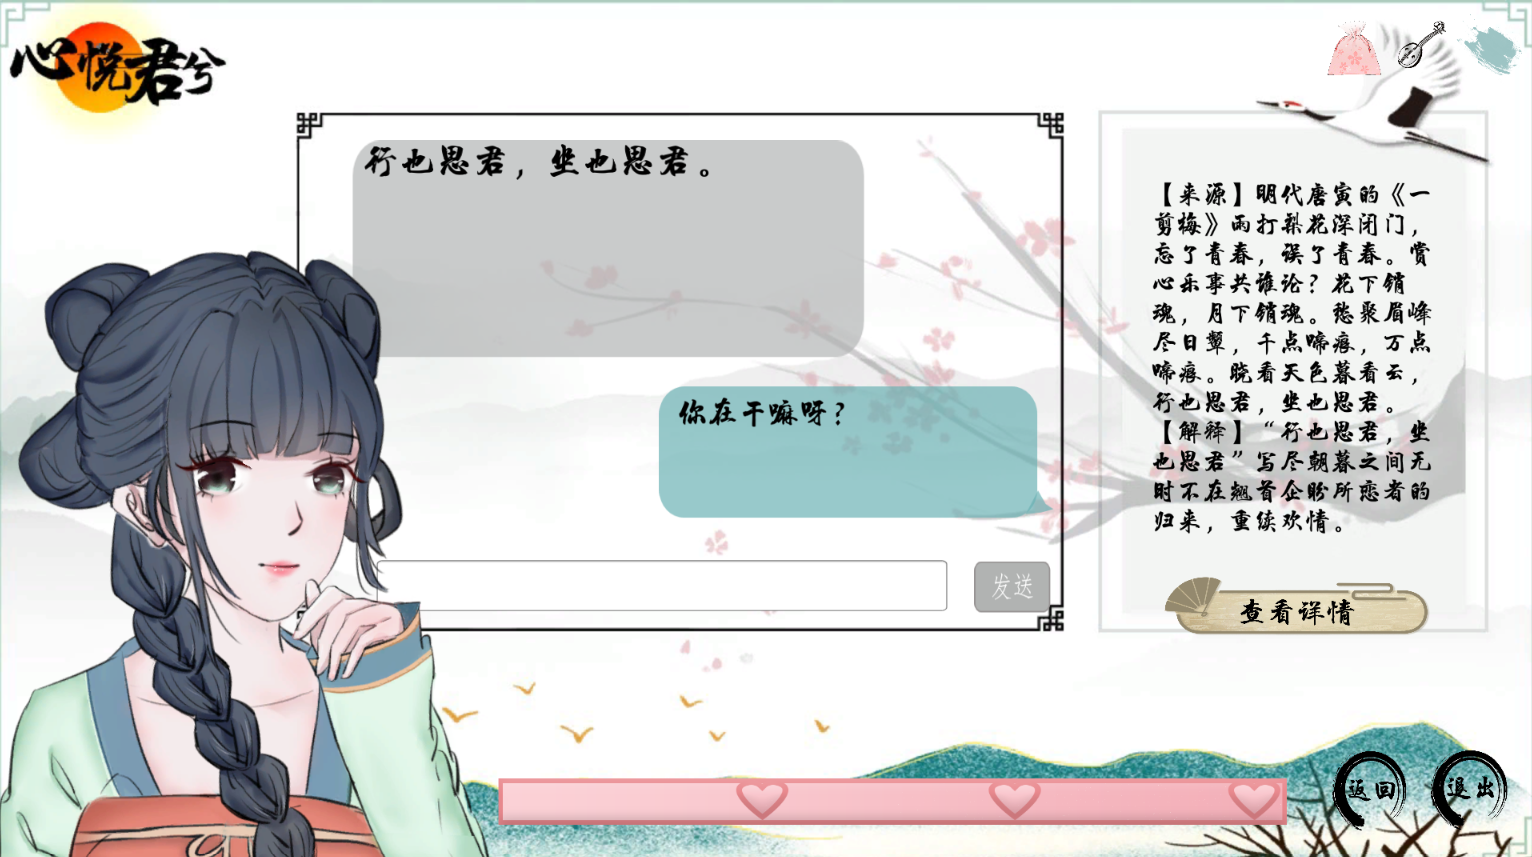 心悦君兮
行也思君，坐也思君。
你在干嘛呀？
发送
【来源】明代唐寅的《一
剪梅》雨打梨花深闭门，
忘了青春，误了青春。赏
心乐事共谁论？花下销
魂，月下销魂。愁聚眉峰
尽日颦，千点啼痕，万点
啼痕。晓看天色暮看云，
行也思君，坐也思君。
【解释】“行也思君，坐
也思君”写尽朝暮之间无
时不在翘首企盼所恋者的
归来，重续欢情。
查看详情
返回
退出